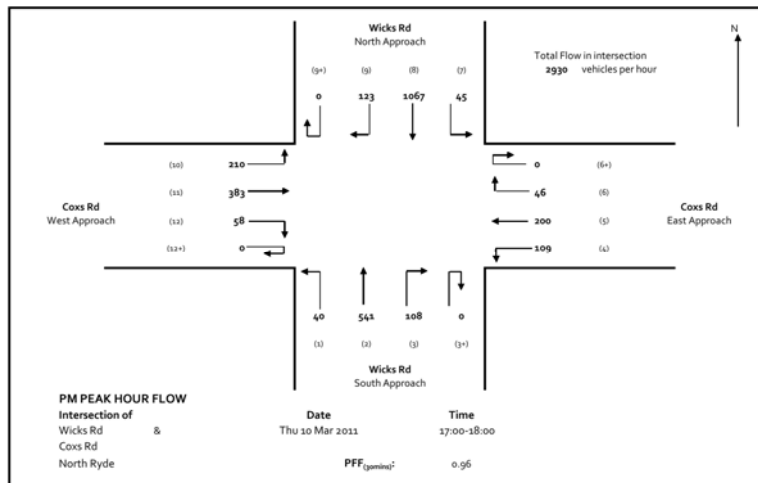 Wicks Rd
North Approach
N
Total Flow in intersection
2930 vehicles per hour
(9+) (9) (8) (7)
0 123 1067 45
(10) 210
0 (6+)
(11) 383
46 (6)
Coxs Rd
West Approach
(12) 58
200 (5)
Coxs Rd
East Approach
(12+) 0
109 (4)
40 541 108 0
(1) (2) (3) (3+)
Wicks Rd
South Approach
PM PEAK HOUR FLOW
Intersection of Date Time
Wicks Rd & Thu 10 Mar 2011 17:00-18:00
Coxs Rd
North Ryde PFF(30mins): 0.96